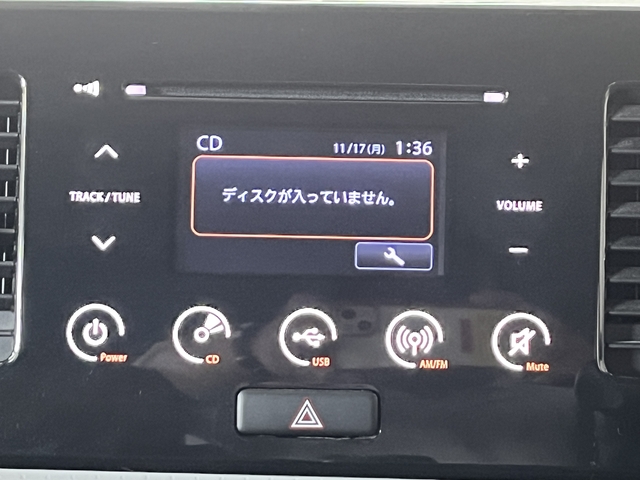 CD 11/17(月) 1:36
TRACK/TUNE
ディスクが入っていません。
VOLUME
Power
CD
USB
AM/FM
Mute